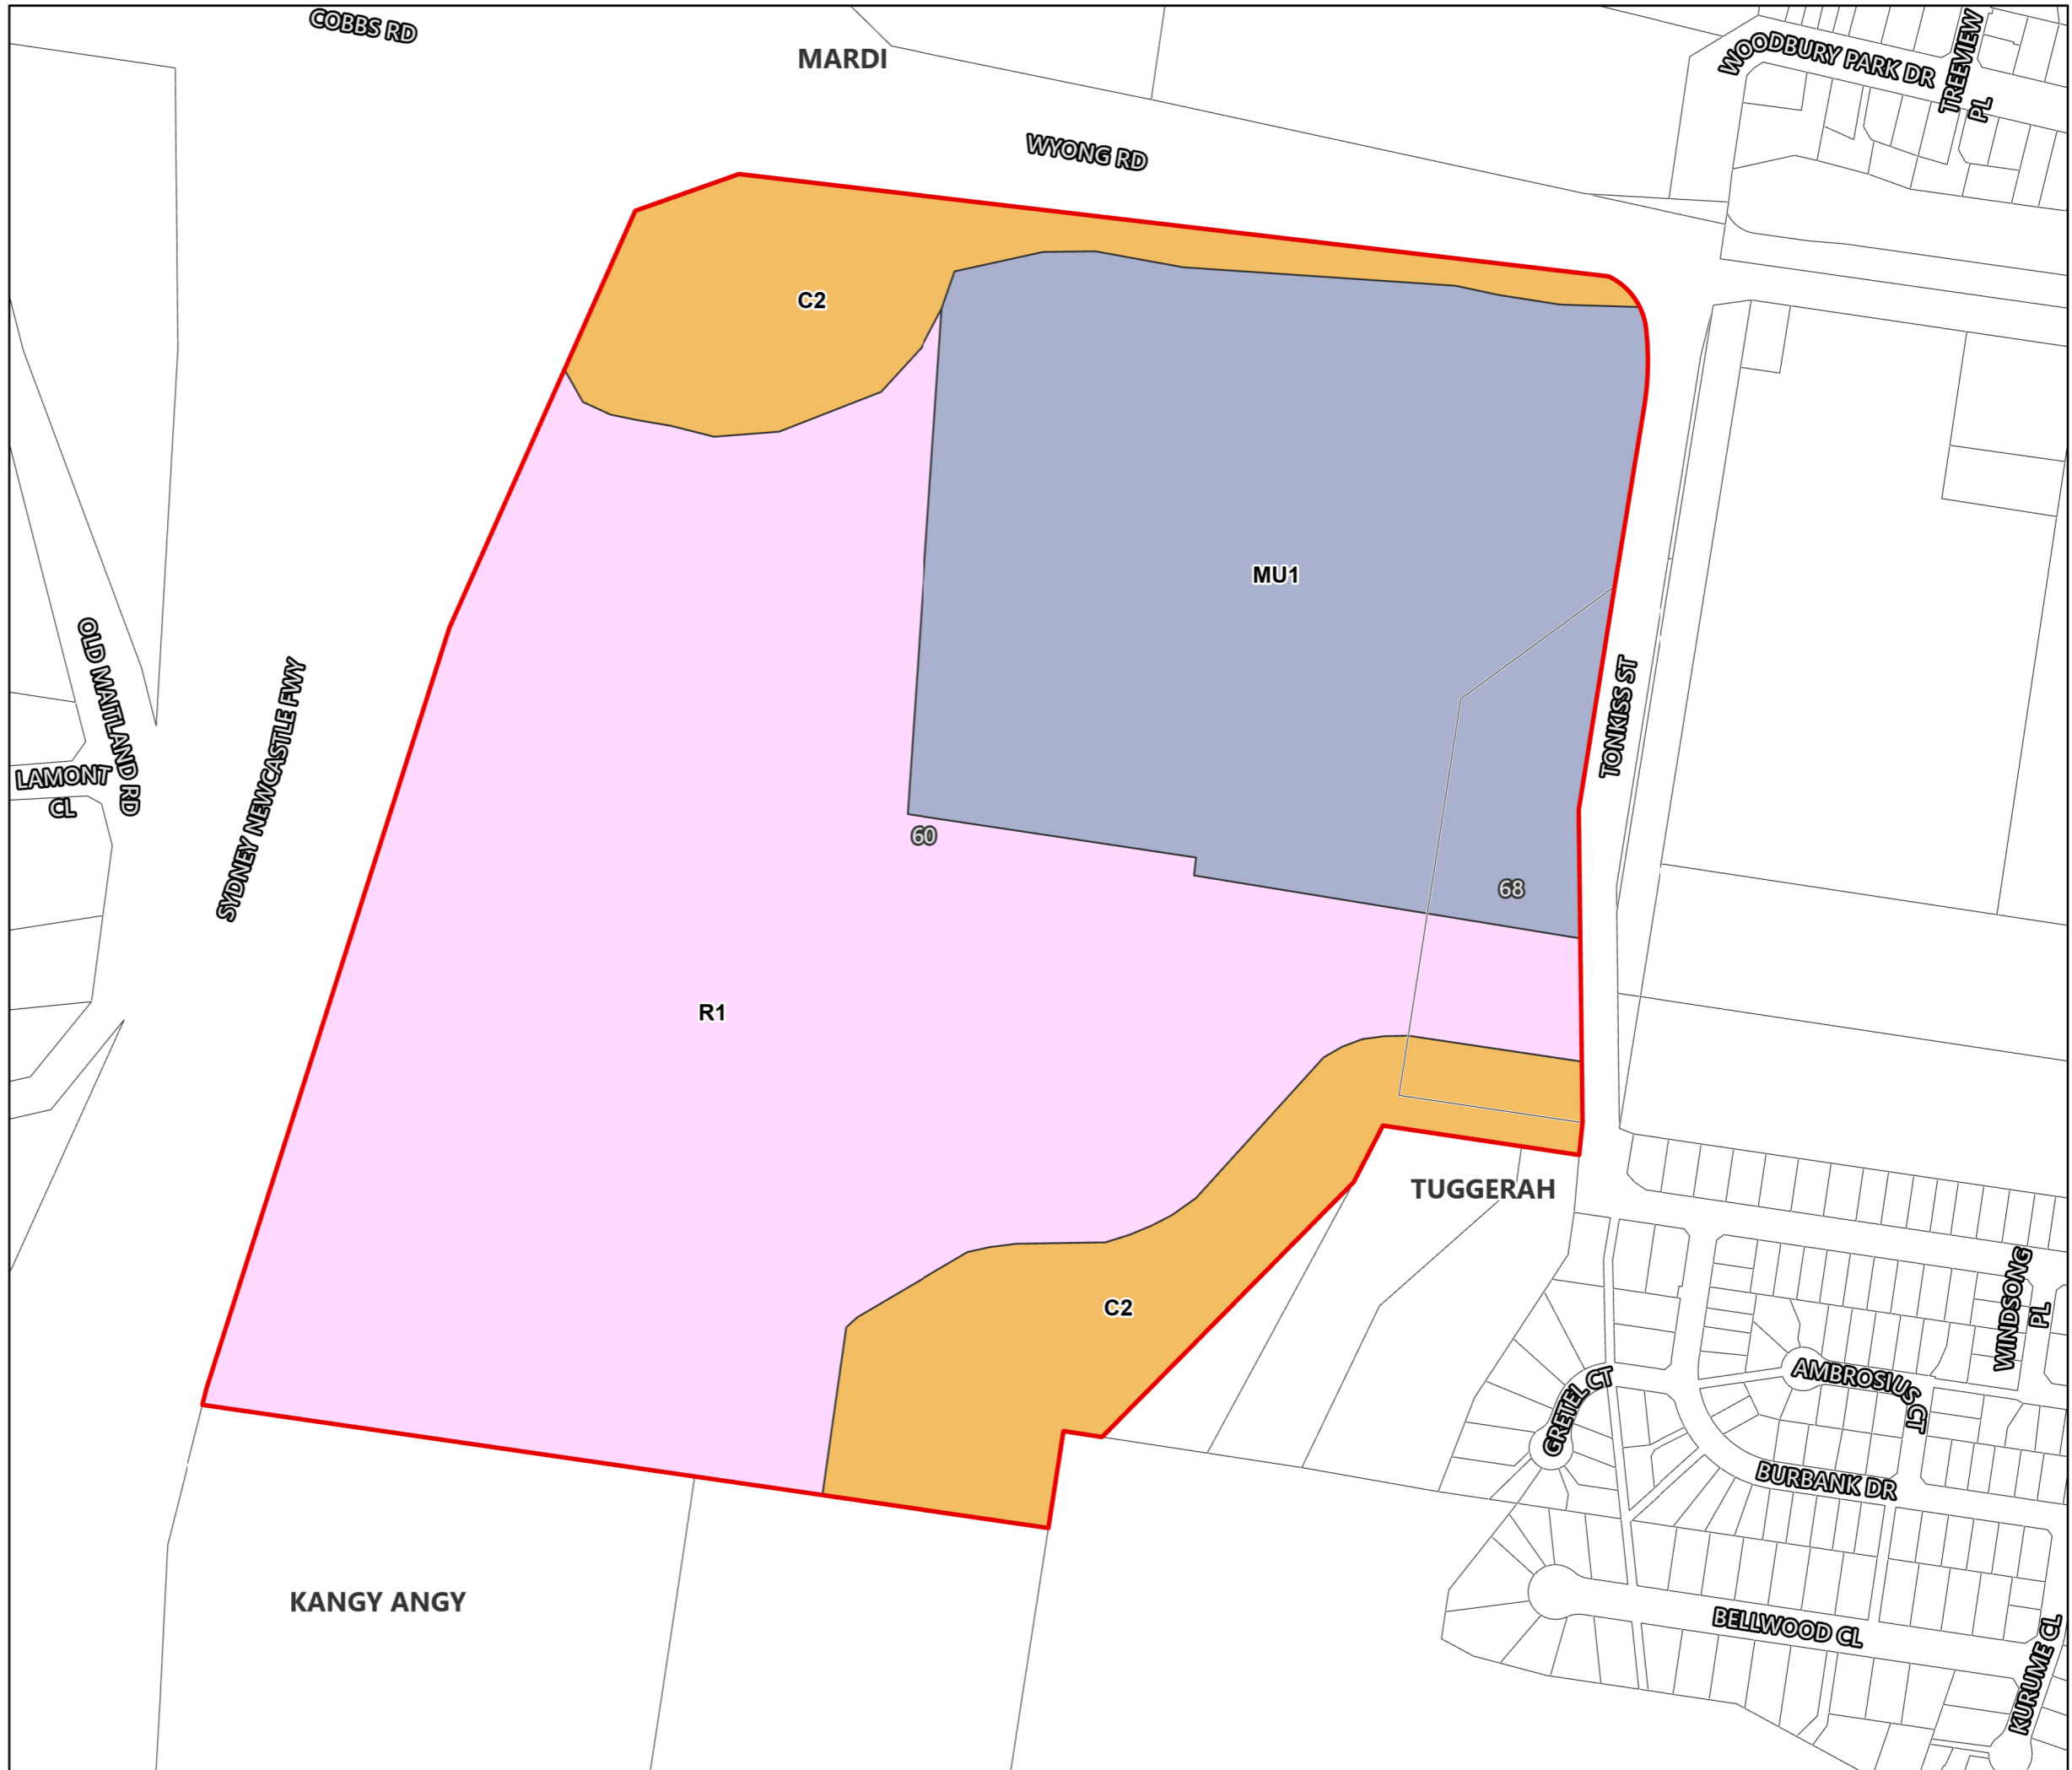 COBBS RD
MARDI
WOODBURY PARK DR
TREEVIEW
PL
WYONG RD
C2
MU1
OLD MAITLAND RD
SYDNEY NEWCASTLE FWY
TONKISS ST
LAMONT
CL
60
68
R1
TUGGERAH
C2
WINDSONG
PL
AMBROSIUS CT
GRETEL CT
BURBANK DR
KANGY ANGY
BELLWOOD CL
KURUME CL